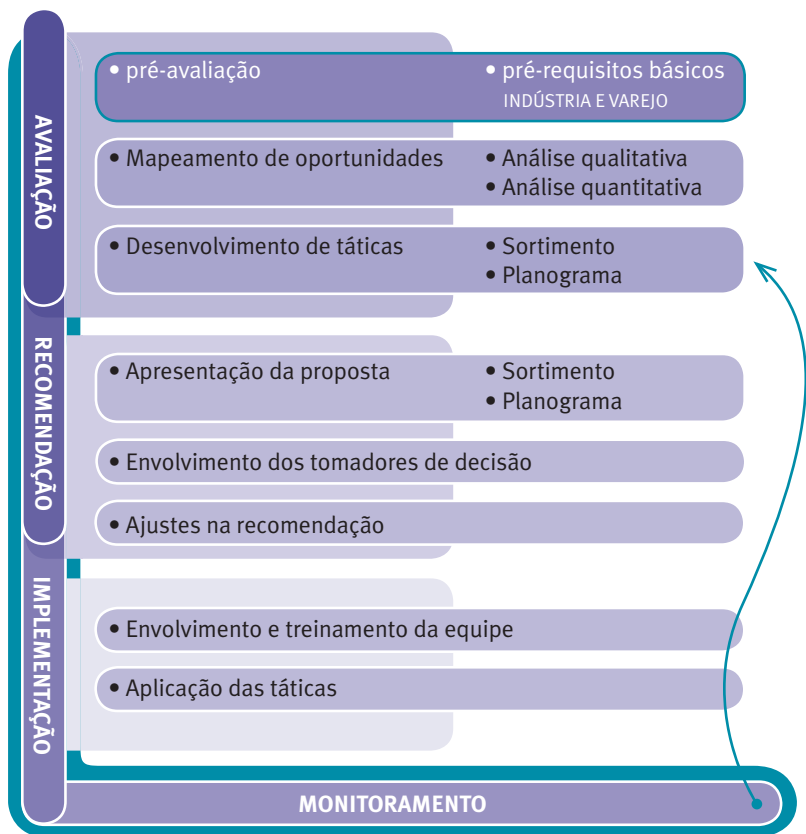 AVALIAÇÃO
• pré-avaliação
• pré-requisitos básicos
INDÚSTRIA E VAREJO
• Mapeamento de oportunidades
• Análise qualitativa
• Análise quantitativa
• Desenvolvimento de táticas
• Sortimento
• Planograma
RECOMENDAÇÃO
• Apresentação da proposta
• Sortimento
• Planograma
• Envolvimento dos tomadores de decisão
• Ajustes na recomendação
IMPLEMENTAÇÃO
• Envolvimento e treinamento da equipe
• Aplicação das táticas
MONITORAMENTO